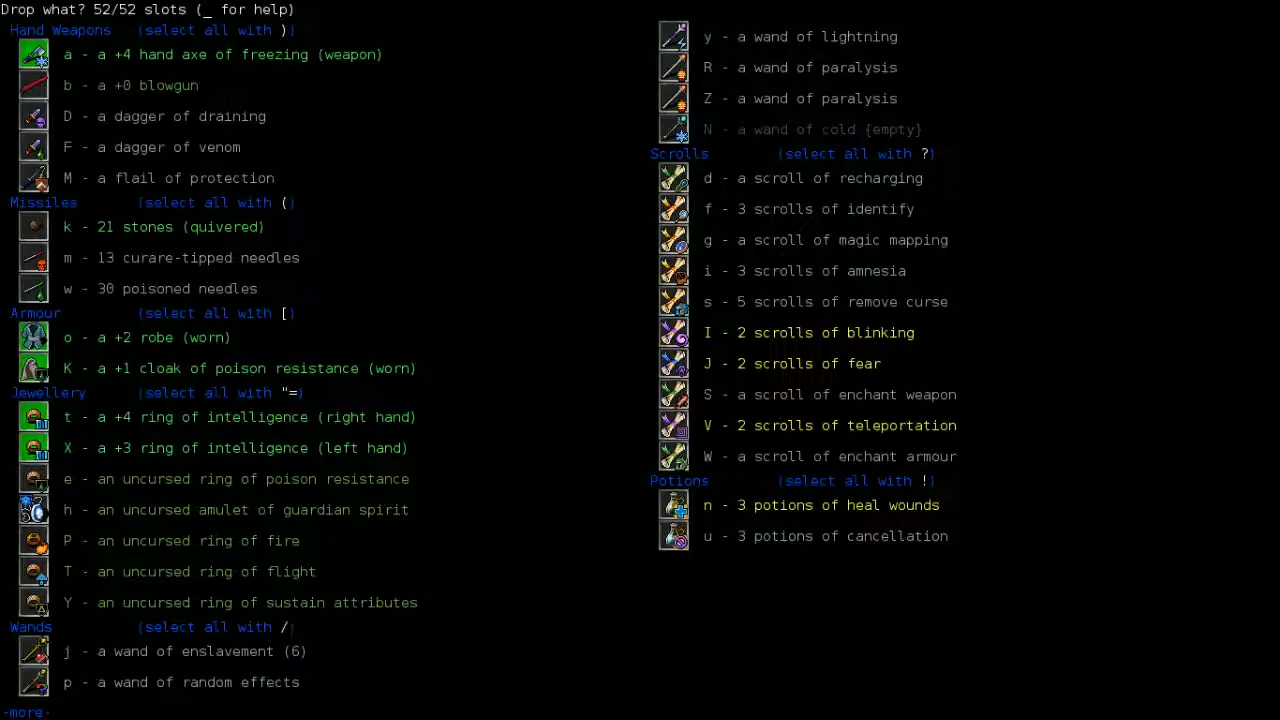 Drop what? 52/52 slots (_ for help)
Hand Weapons (select all with ))
a - a +4 hand axe of freezing (weapon)
b - a +0 blowgun
D - a dagger of draining
F - a dagger of venom
M - a flail of protection
Missiles (select all with ()
k - 21 stones (quivered)
m - 13 curare-tipped needles
w - 30 poisoned needles
Armour (select all with [)
o - a +2 robe (worn)
K - a +1 cloak of poison resistance (worn)
Jewellery (select all with "=)
t - a +4 ring of intelligence (right hand)
X - a +3 ring of intelligence (left hand)
e - an uncursed ring of poison resistance
h - an uncursed amulet of guardian spirit
P - an uncursed ring of fire
T - an uncursed ring of flight
Y - an uncursed ring of sustain attributes
Wands (select all with /)
j - a wand of enslavement (6)
p - a wand of random effects
y - a wand of lightning
R - a wand of paralysis
Z - a wand of paralysis
N - a wand of cold {empty}
Scrolls (select all with ?)
d - a scroll of recharging
f - 3 scrolls of identify
g - a scroll of magic mapping
i - 3 scrolls of amnesia
s - 5 scrolls of remove curse
I - 2 scrolls of blinking
J - 2 scrolls of fear
S - a scroll of enchant weapon
V - 2 scrolls of teleportation
W - a scroll of enchant armour
Potions (select all with !)
n - 3 potions of heal wounds
u - 3 potions of cancellation
-more-